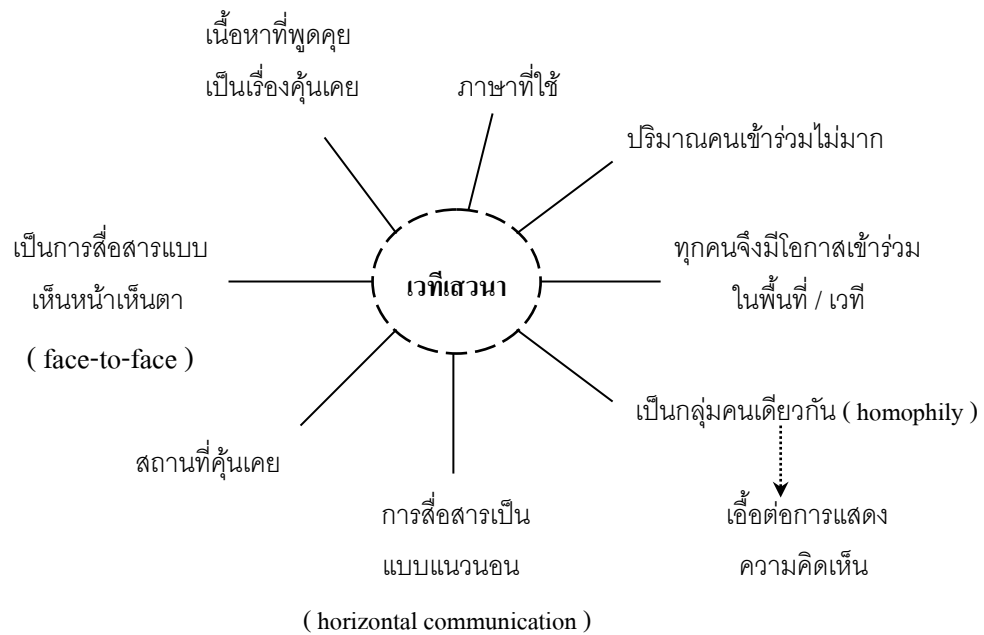 เนื้อหาที่พูดคุย
เป็นเรื่องคุ้นเคย
ภาษาที่ใช้
ปริมาณคนเข้าร่วมไม่มาก
เป็นการสื่อสารแบบ
เห็นหน้าเห็นตา
( face-to-face )
เวทีเสวนา
ทุกคนจึงมีโอกาสเข้าร่วม
ในพื้นที่ / เวที
เป็นกลุ่มคนเดียวกัน ( homophily )
สถานที่คุ้นเคย
การสื่อสารเป็น
แบบแนวนอน
( horizontal communication )
เอื้อต่อการแสดง
ความคิดเห็น